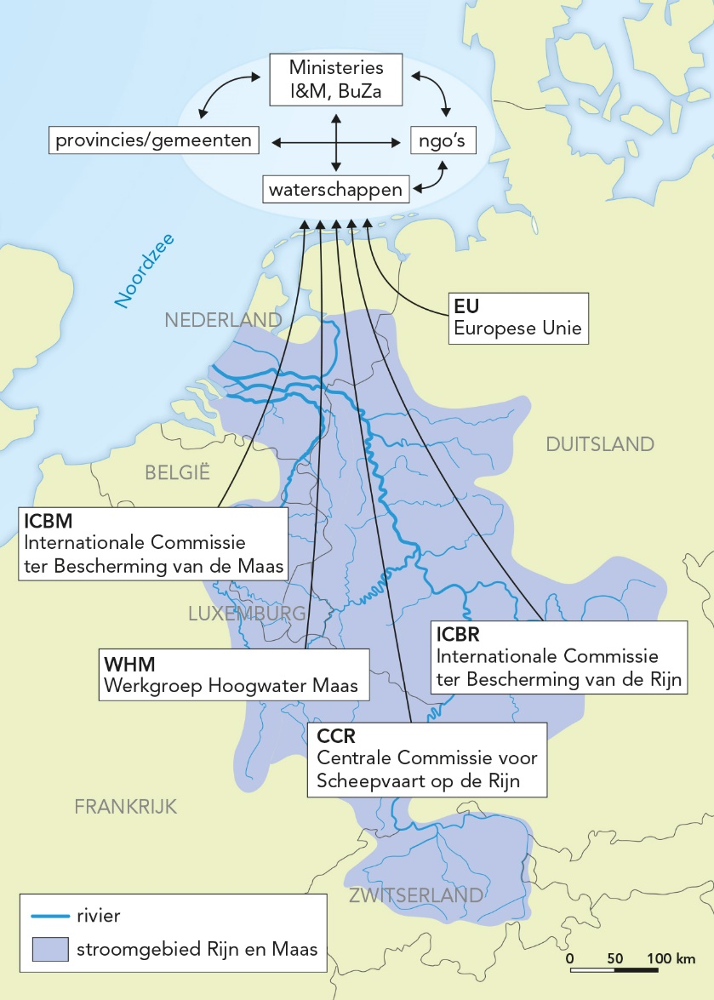 Ministeries
I&M, BuZa
provincies/gemeenten
ngo's
waterschappen
Noordzee
EU
Europese Unie
NEDERLAND
DUITSLAND
BELGIË
ICBM
Internationale Commissie
ter Bescherming van de Maas
LUXEMBURG
ICBR
Internationale Commissie
ter Bescherming van de Rijn
WHM
Werkgroep Hoogwater Maas
CCR
Centrale Commissie voor
Scheepvaart op de Rijn
FRANKRIJK
ZWITSERLAND
rivier
stroomgebied Rijn en Maas
0 50 100 km